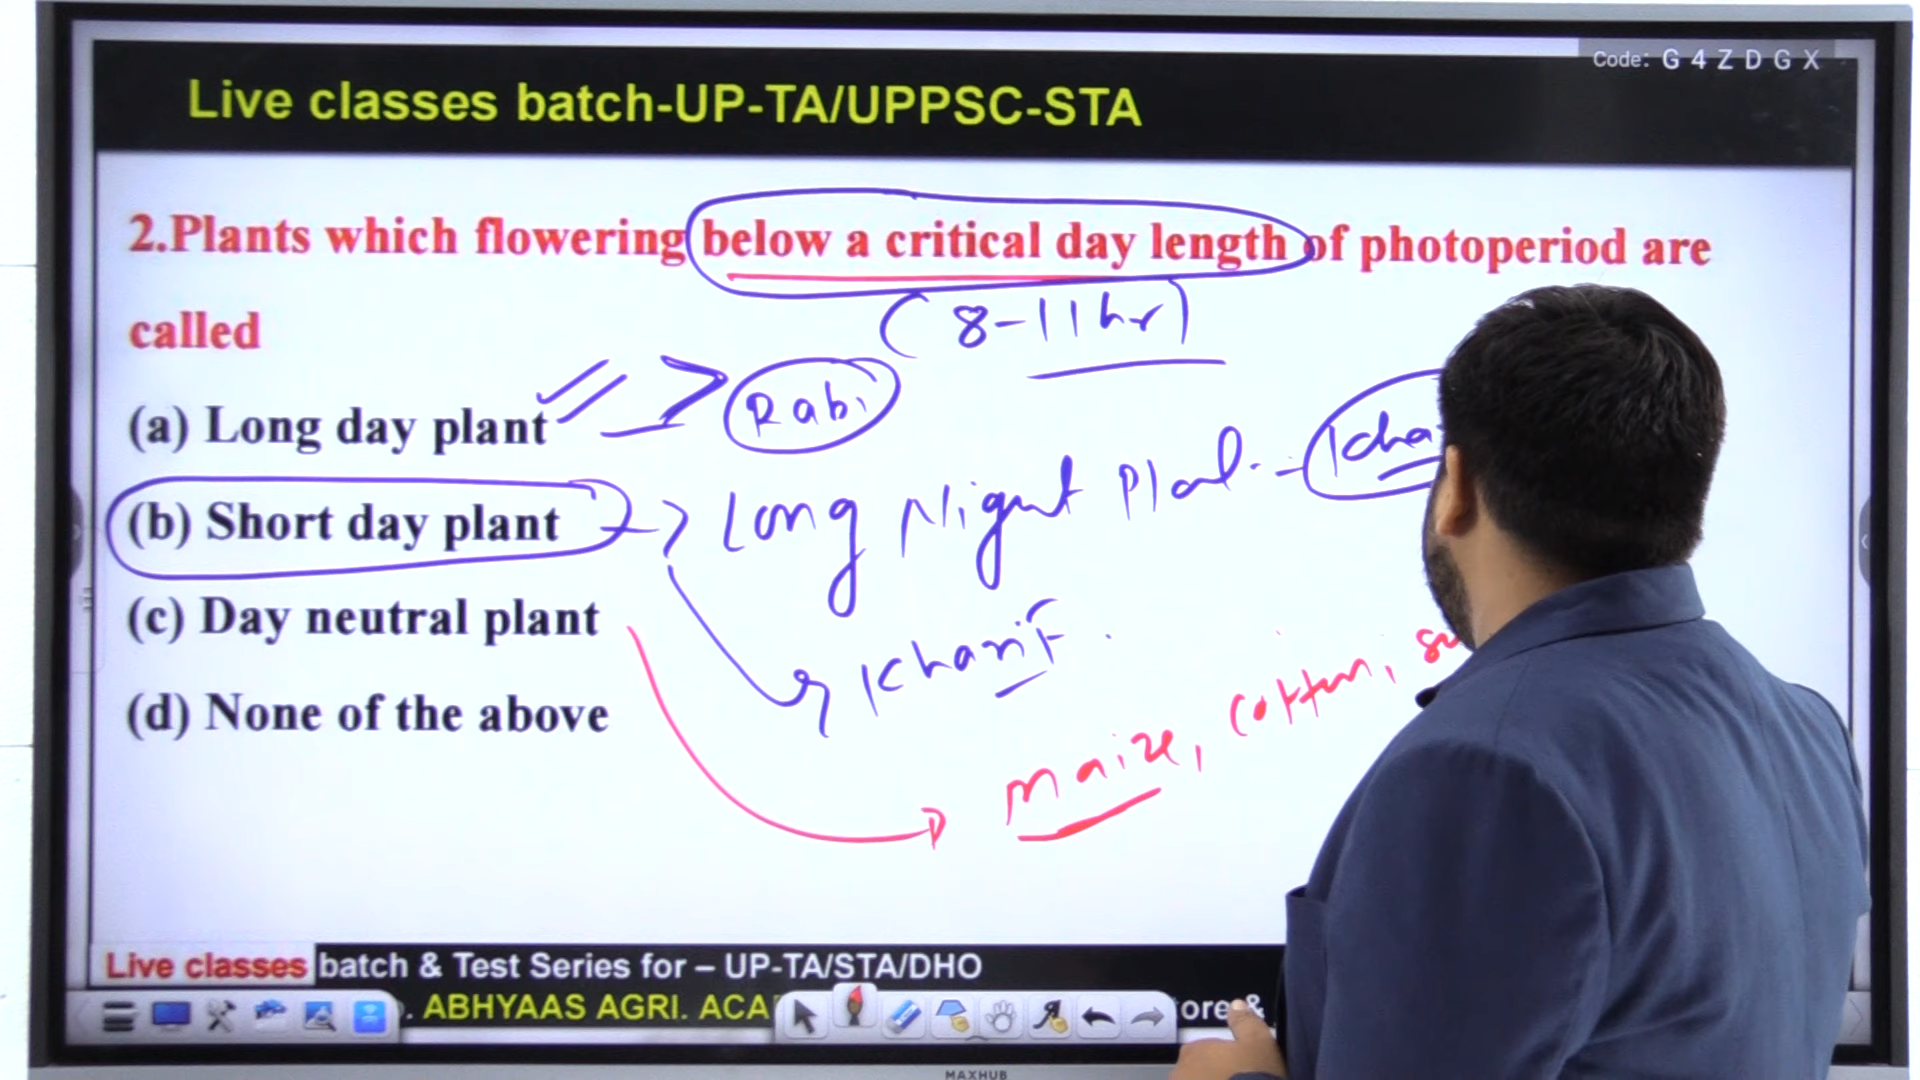 Code: G 4 Z D G X
Live classes batch-UP-TA/UPPSC-STA
2.Plants which flowering below a critical day length of photoperiod are
called
(8-11hr)
(a) Long day plant
Rabi
(b) Short day plant
Long Night Plant
(c) Day neutral plant
Kharif
(d) None of the above
Maize, Cotton,
Live classes batch & Test Series for – UP-TA/STA/DHO
. ABHYAAS AGRI. ACA
ore &
MAXHUB